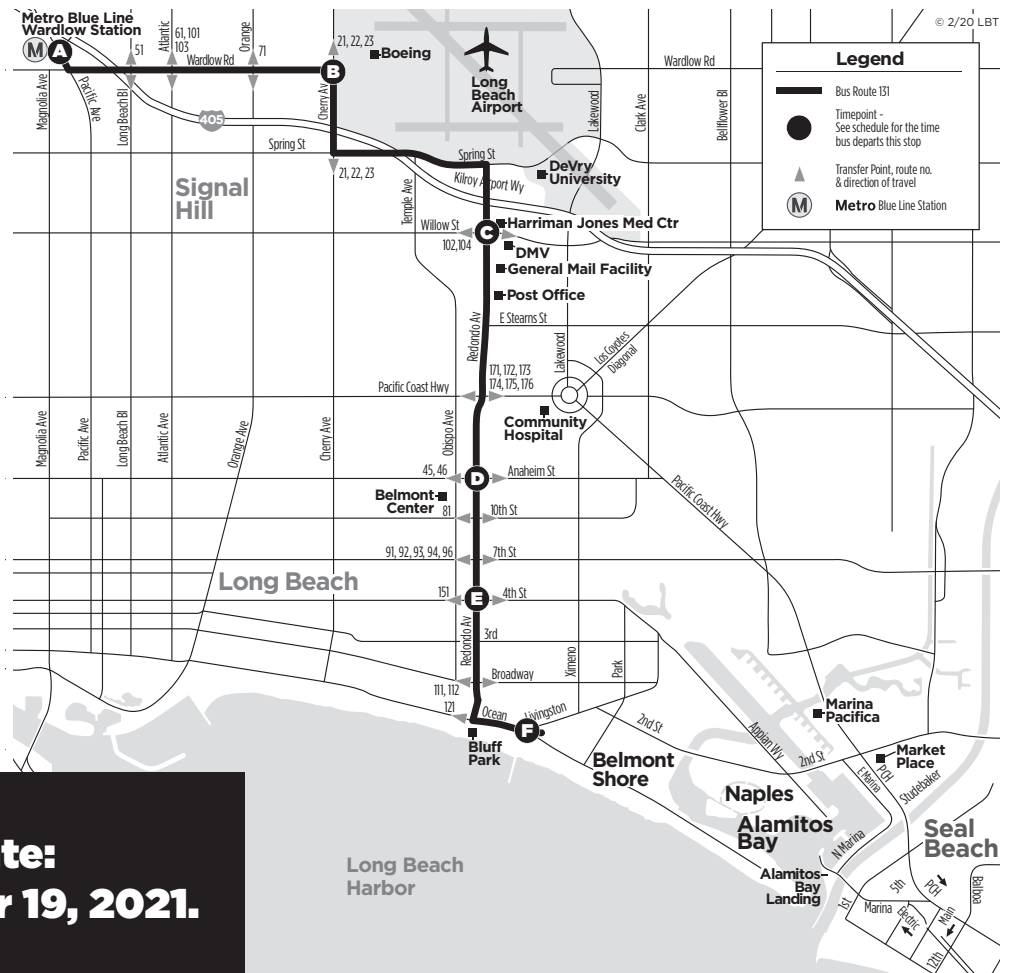 Metro Blue Line
Wardlow Station
M
A
51
Atlantic
61, 101
103
Orange
71
21, 22, 23
Boeing
Long
Beach
Airport
© 2/20 LBT
Wardlow Rd
B
Wardlow Rd
Legend
Bus Route 131
Timepoint -
See schedule for the time
bus departs this stop
Transfer Point, route no.
& direction of travel
M
Metro Blue Line Station
Magnolia Ave
Pacific Ave
Long Beach Bl
Cherry Av
Lakewood
Clark Ave
Bellflower Bl
405
Spring St
Spring St
21, 22, 23
Kilroy Airport Wy
DeVry
University
Signal
Hill
Temple Ave
Willow St
102,104
C
Harriman Jones Med Ctr
DMV
General Mail Facility
Post Office
Redondo Av
E Stearns St
Lakewood
Los Coyotes
Diagonal
171, 172, 173
174, 175, 176
Pacific Coast Hwy
Community
Hospital
Magnolia Ave
Pacific Ave
Long Beach Bl
Atlantic Ave
Orange Ave
Cherry Ave
Obispo Ave
45, 46
D
Anaheim St
Belmont
Center
81
10th St
Pacific Coast Hwy
91, 92, 93, 94, 96
7th St
Long Beach
151
E
4th St
Redondo Av
3rd
Ximeno
Park
Broadway
111, 112
121
Ocean
Livingston
F
Bluff
Park
2nd St
Belmont
Shore
Appian Wy
2nd St
Marina
Pacifica
Market
Place
E Marina
PCH
Studebaker
Naples
Alamitos
Bay
N Marina
Seal
Beach
Alamitos
Bay
Landing
1st
5th
PCH
Marina
Electric
Main
12th
Balboa
Long Beach
Harbor
te:
r 19, 2021.